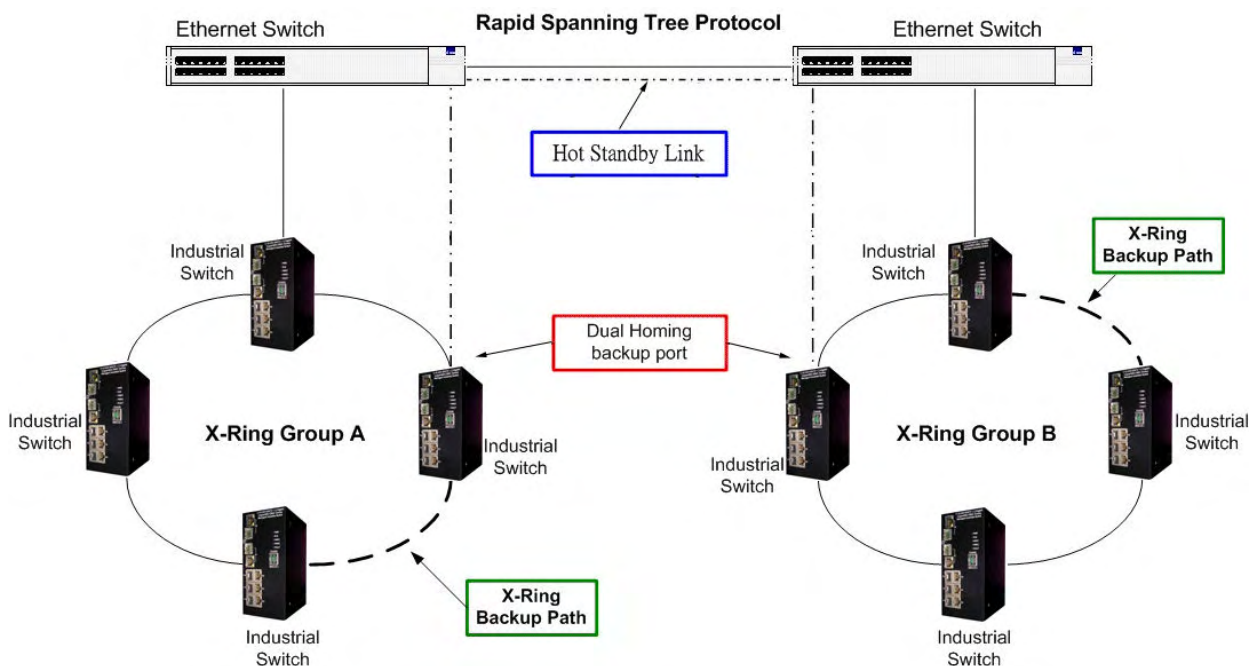 Rapid Spanning Tree Protocol
Ethernet Switch
Ethernet Switch
Hot Standby Link
Industrial
Switch
Industrial
Switch
X-Ring
Backup Path
Dual Homing
backup port
Industrial
Switch
X-Ring Group A
Industrial
Switch
Industrial
Switch
X-Ring Group B
Industrial
Switch
X-Ring
Backup Path
Industrial
Switch
Industrial
Switch